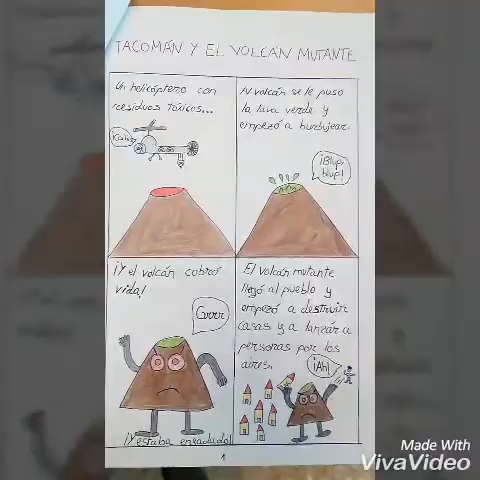 TACOMÁN Y EL VOLCÁN MUTANTE
Un helicóptero con
residuos tóxicos...
Al volcán se le puso
la lava verde y
empezó a burbujear.
¡Blup,
blup!
¡Y el volcán cobró
vida!
Grrrr
¡Y estaba enfadado!
El volcán mutante
llegó al pueblo y
empezó a destruir
casas y a lanzar a
personas por los
aires.
¡Ah!
1
Made With
VivaVideo